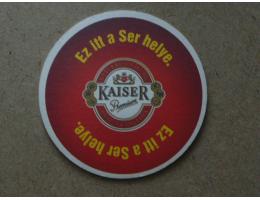 Ez itt a Ser helye.
KAISER
Premium
Ez itt a Ser helye.